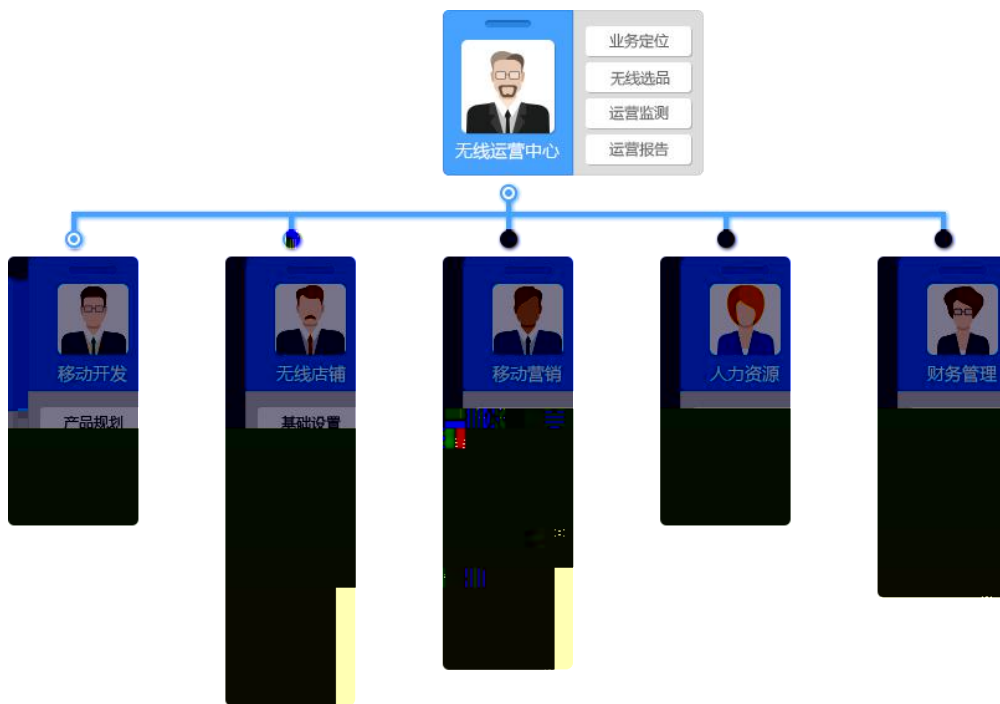 业务定位
无线选品
运营监测
运营报告
无线运营中心
移动开发
无线店铺
移动营销
人力资源
财务管理
产品规划
基础设置